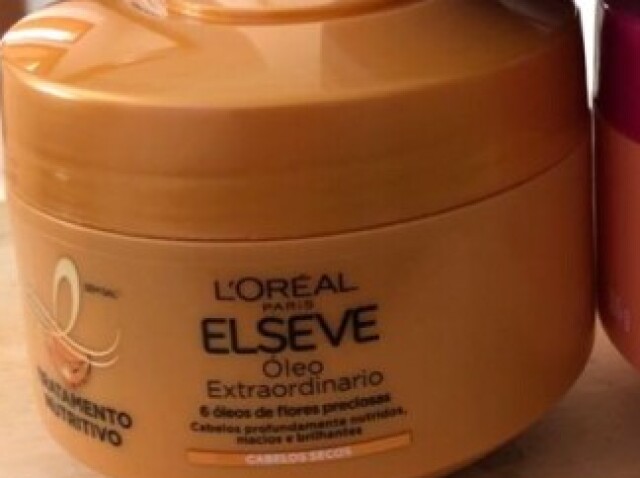 L'ORÉAL
PARIS
ELSEVE
Óleo
Extraordinario
6 óleos de flores preciosas
Cabelos profundamente nutridos,
macios e brilhantes
CABELOS SECOS
TRATAMENTO
NUTRITIVO